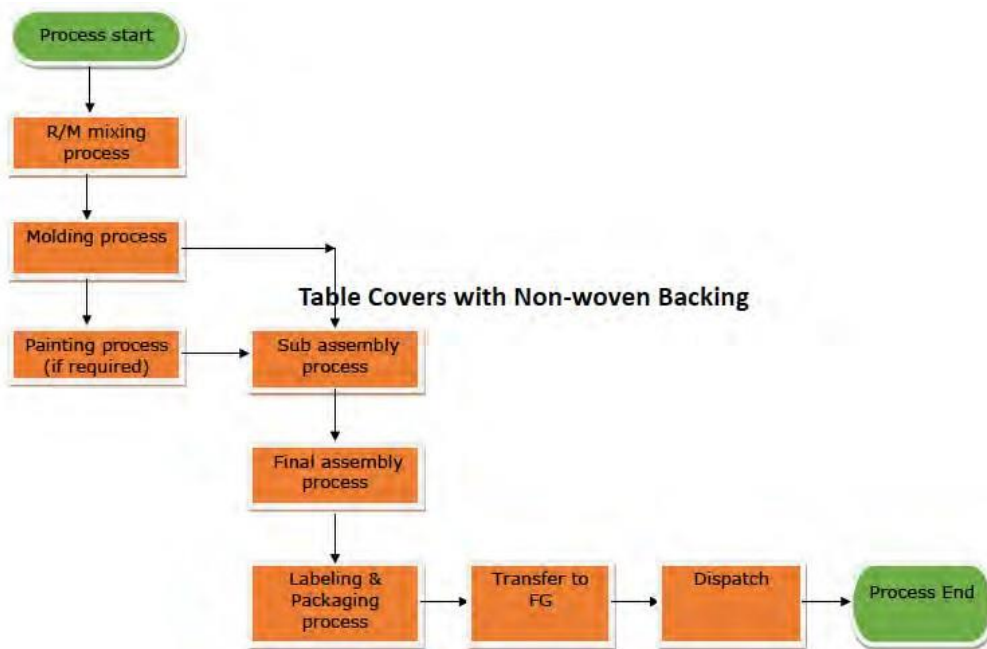 Process start
R/M mixing
process
Molding process
Table Covers with Non-woven Backing
Painting process
(if required)
Sub assembly
process
Final assembly
process
Labeling &
Packaging
process
Transfer to
FG
Dispatch
Process End